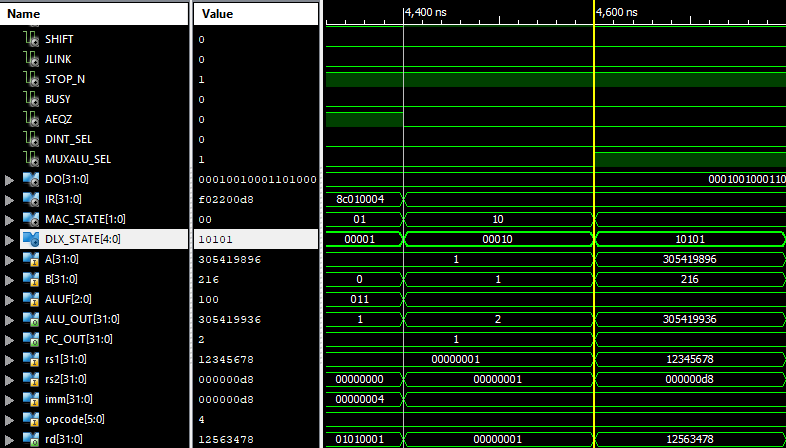 Name Value 4,400 ns 4,600 ns
SHIFT 0
JLINK 0
STOP_N 1
BUSY 0
AEQZ 0
DINT_SEL 0
MUXALU_SEL 1
DO[31:0] 00010010001101000 0001001000110
IR[31:0] f02200d8 8c010004
MAC_STATE[1:0] 00 01 10
DLX_STATE[4:0] 10101 00001 00010 10101
A[31:0] 305419896 1 305419896
B[31:0] 216 0 1 216
ALUF[2:0] 100 011
ALU_OUT[31:0] 305419936 1 2 305419936
PC_OUT[31:0] 2 1
rs1[31:0] 12345678 00000001 12345678
rs2[31:0] 000000d8 00000000 00000001 000000d8
imm[31:0] 000000d8 00000004
opcode[5:0] 4
rd[31:0] 12563478 01010001 00000001 12563478